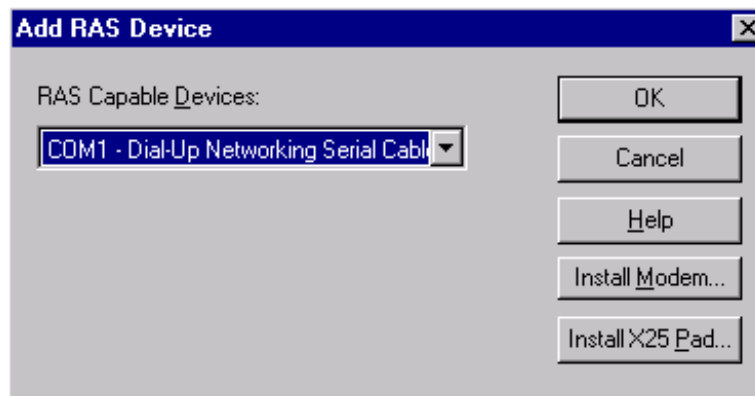 Add RAS Device
RAS Capable Devices:
COM1 - Dial-Up Networking Serial Cabl
OK
Cancel
Help
Install Modem...
Install X25 Pad...